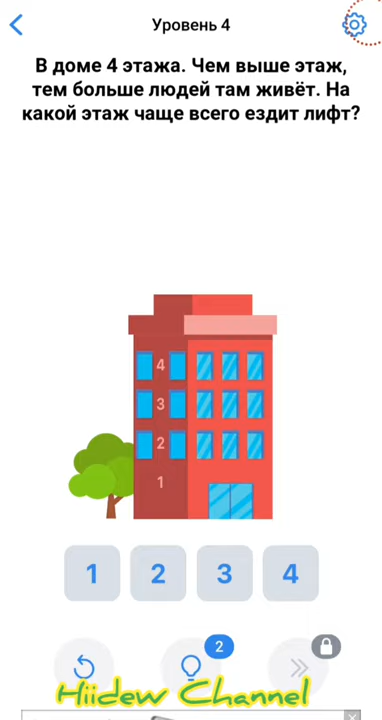 Уровень 4
В доме 4 этажа. Чем выше этаж,
тем больше людей там живёт. На
какой этаж чаще всего ездит лифт?
4
3
2
1
1 2 3 4
2
Hiidew Channel